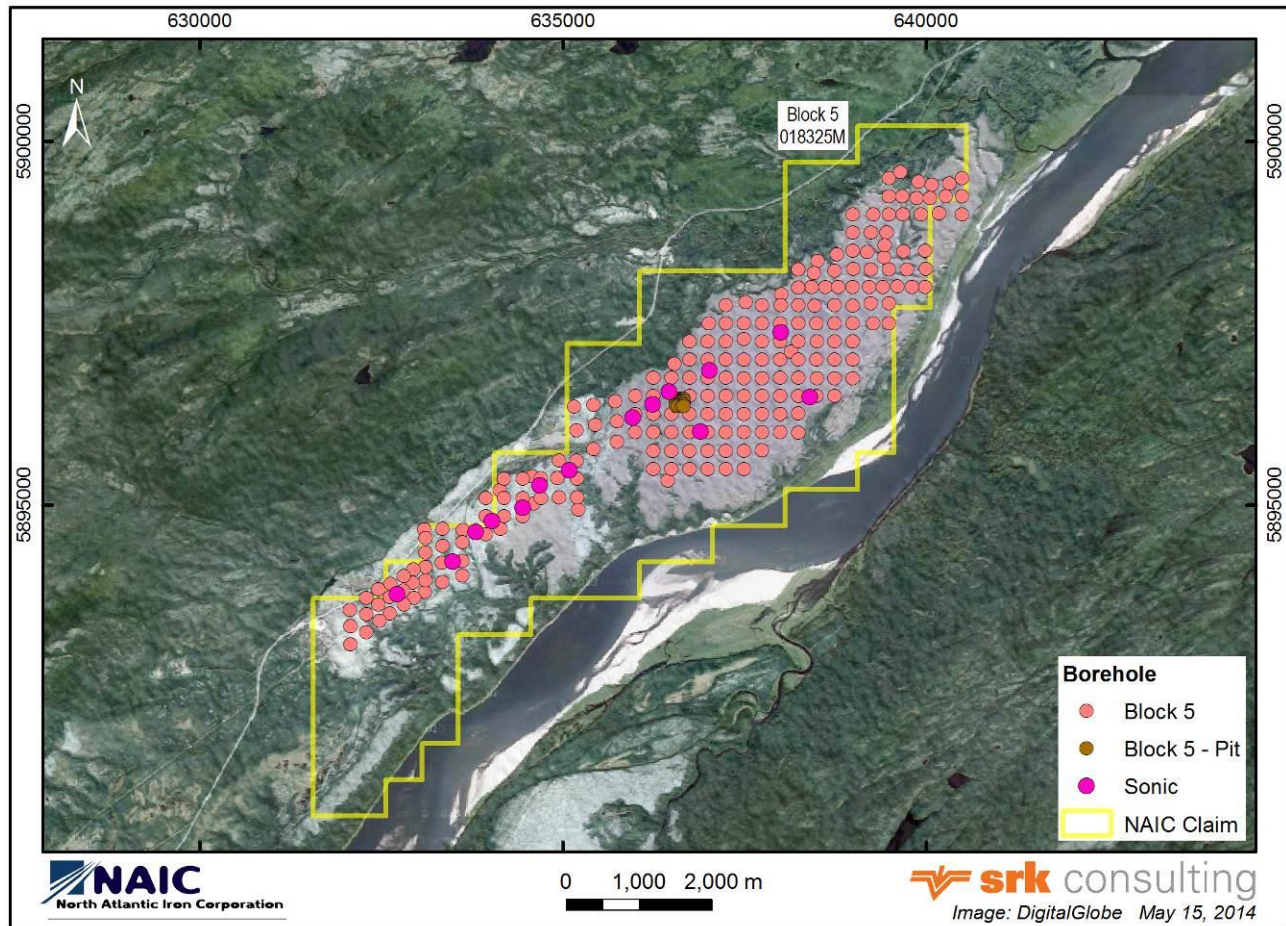 630000
635000
640000
N
5900000
5900000
Block 5
018325M
5895000
5895000
Borehole
Block 5
Block 5 - Pit
Sonic
NAIC Claim
NAIC
North Atlantic Iron Corporation
0 1,000 2,000 m
srk consulting
Image: DigitalGlobe May 15, 2014